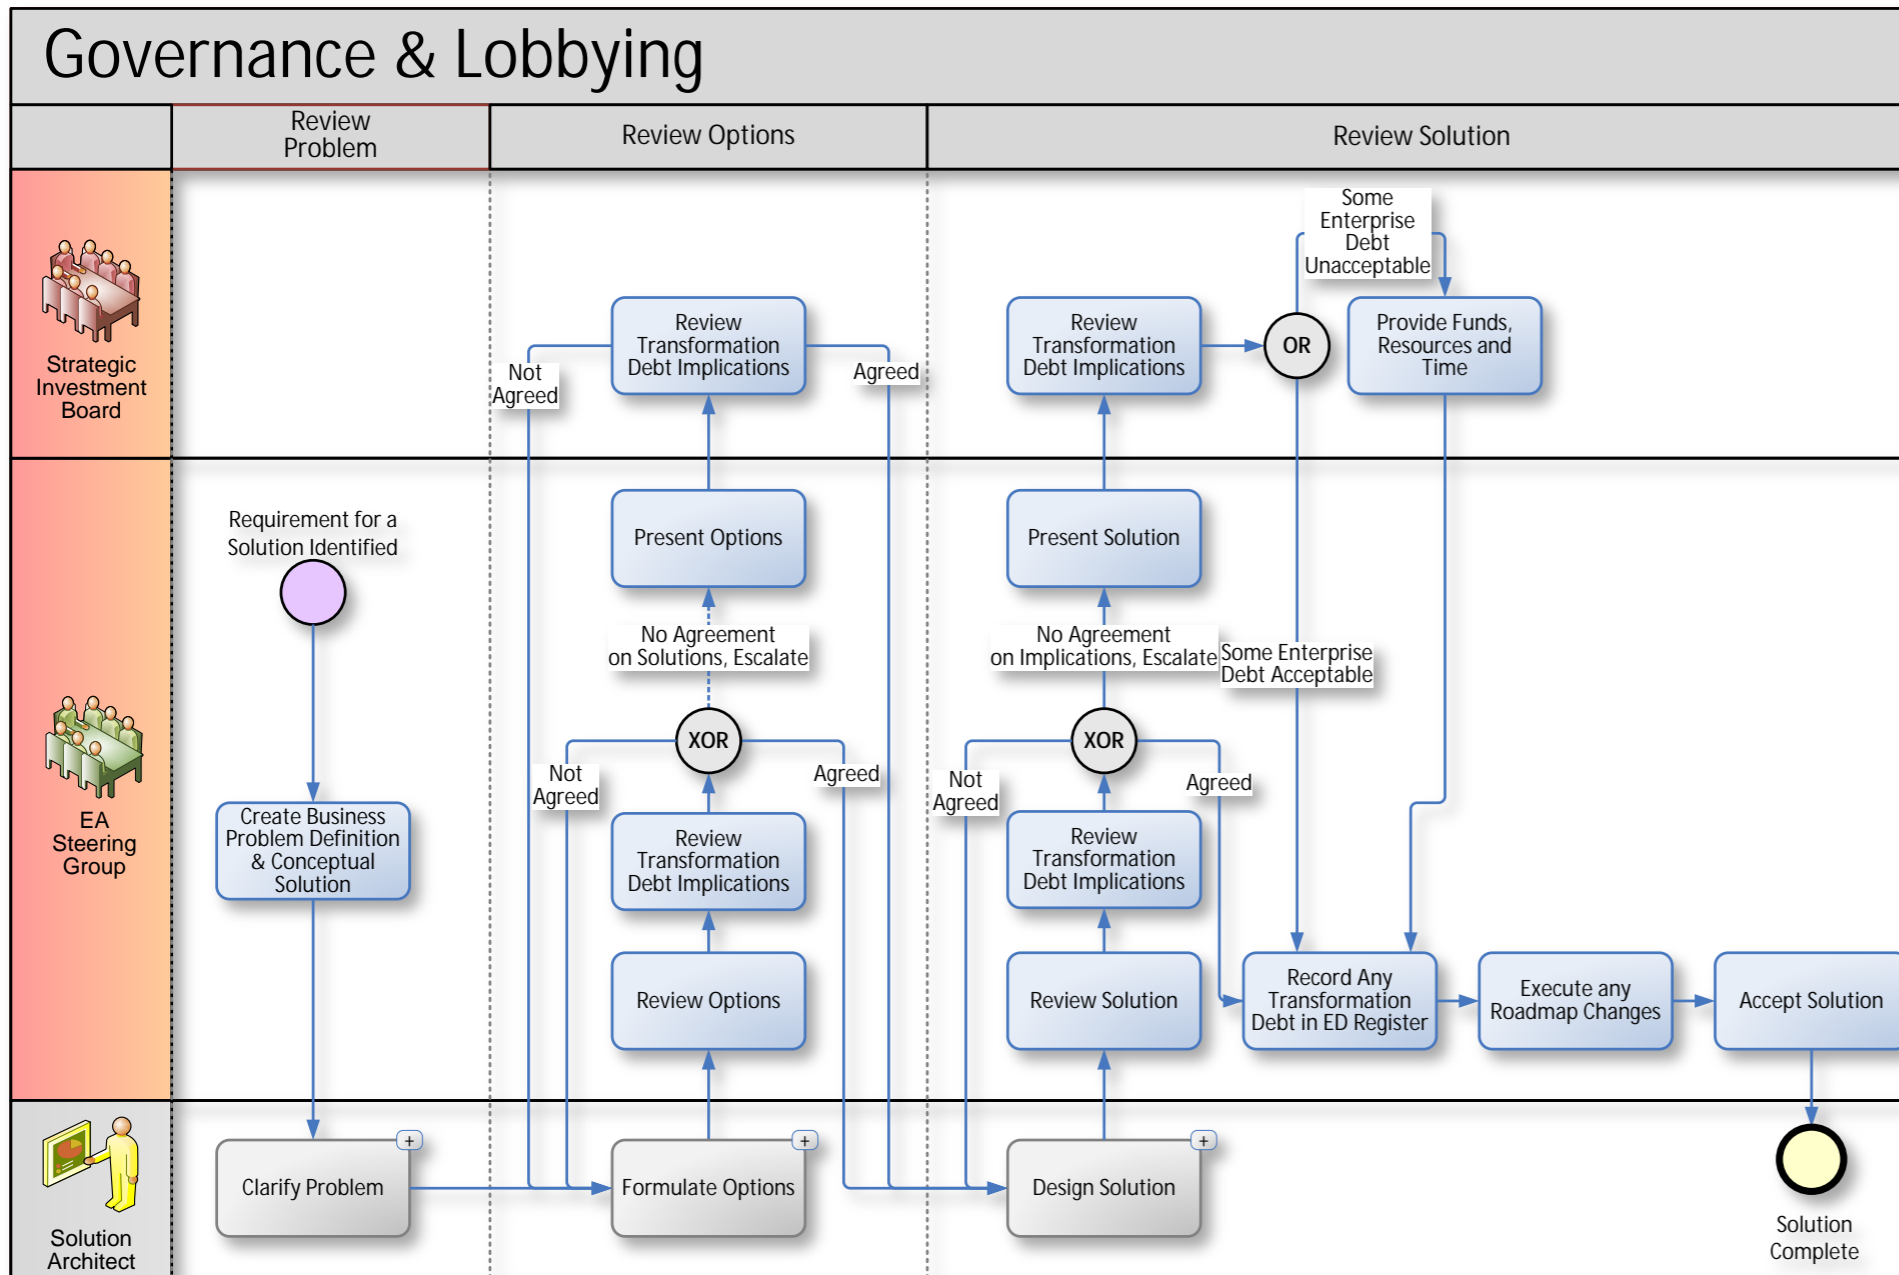 Governance & Lobbying
Review
Problem
Review Options
Review Solution
Strategic
Investment
Board
Not
Agreed
Review
Transformation
Debt Implications
Agreed
Review
Transformation
Debt Implications
OR
Some
Enterprise
Debt
Unacceptable
Provide Funds,
Resources and
Time
EA
Steering
Group
Requirement for a
Solution Identified
Create Business
Problem Definition
& Conceptual
Solution
Present Options
No Agreement
on Solutions, Escalate
XOR
Not
Agreed
Agreed
Review
Transformation
Debt Implications
Review Options
Present Solution
No Agreement
on Implications, Escalate
Some Enterprise
Debt Acceptable
XOR
Not
Agreed
Agreed
Review
Transformation
Debt Implications
Review Solution
Record Any
Transformation
Debt in ED Register
Execute any
Roadmap Changes
Accept Solution
Solution
Architect
Clarify Problem
+
Formulate Options
+
Design Solution
+
Solution
Complete